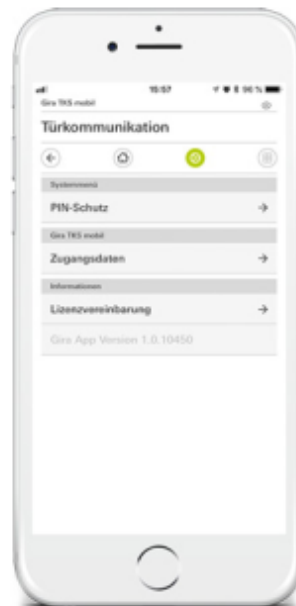 15:57
96 %
Gira TKS mobil
Türkommunikation
Systemmenü
PIN-Schutz
Gira TKS mobil
Zugangsdaten
Informationen
Lizenzvereinbarung
Gira App Version 1.0.10450